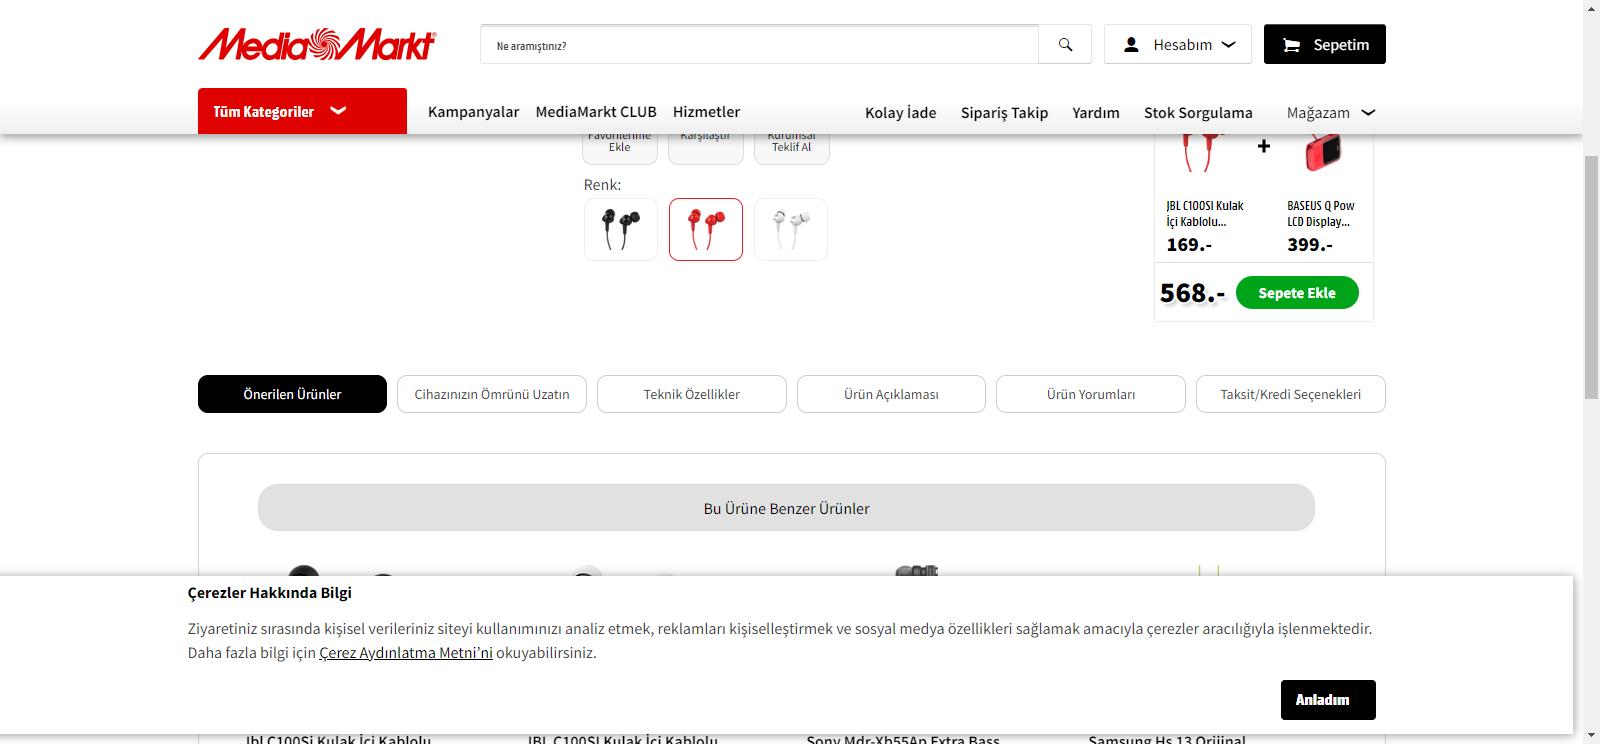 MediaMarkt
Ne aramıştınız?
Hesabım
Sepetim
Tüm Kategoriler
Kampanyalar
MediaMarkt CLUB
Hizmetler
Kolay İade
Sipariş Takip
Yardım
Stok Sorgulama
Mağazam
Favorilerime
Ekle
Karşılaştır
Kurumsal
Teklif Al
Renk:
JBL C100SI Kulak
İçi Kablolu...
169.-
BASEUS Q Pow
LCD Display...
399.-
568.-
Sepete Ekle
Önerilen Ürünler
Cihazınızın Ömrünü Uzatın
Teknik Özellikler
Ürün Açıklaması
Ürün Yorumları
Taksit/Kredi Seçenekleri
Bu Ürüne Benzer Ürünler
Çerezler Hakkında Bilgi
Ziyaretiniz sırasında kişisel verileriniz siteyi kullanımınızı analiz etmek, reklamları kişiselleştirmek ve sosyal medya özellikleri sağlamak amacıyla çerezler aracılığıyla işlenmektedir.
Daha fazla bilgi için Çerez Aydınlatma Metni’ni okuyabilirsiniz.
Anladım
Jbl C100Si Kulak İçi Kablolu
JBL C100SI Kulak İçi Kablolu
Sony Mdr-Xb55Ap Extra Bass
Samsung Hs 13 Orijinal